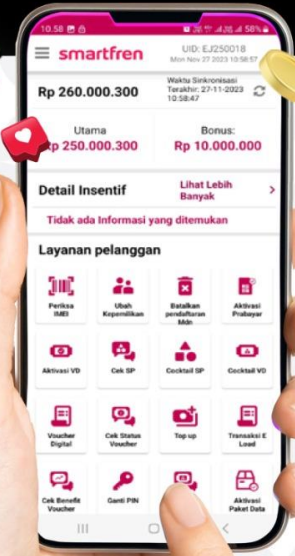 10.58
58%
smartfren
UID: EJ250018
Mon Nov 27 2023 10:58:57
Rp 260.000.300
Waktu Sinkronisasi
Terakhir: 27-11-2023
10:58:47
Utama
Bonus:
Rp 250.000.300
Rp 10.000.000
Detail Insentif
Lihat Lebih
Banyak
Tidak ada Informasi yang ditemukan
Layanan pelanggan
Periksa
IMEI
Ubah
Kepemilikan
Batalkan
pendaftaran
Mdn
Aktivasi
Prabayar
Aktivasi VD
Cek SP
Cocktail SP
Cocktail VD
Voucher
Digital
Cek Status
Voucher
Top up
Transaksi E
Load
Cek Benefit
Voucher
Ganti PIN
Aktivasi
Paket Data